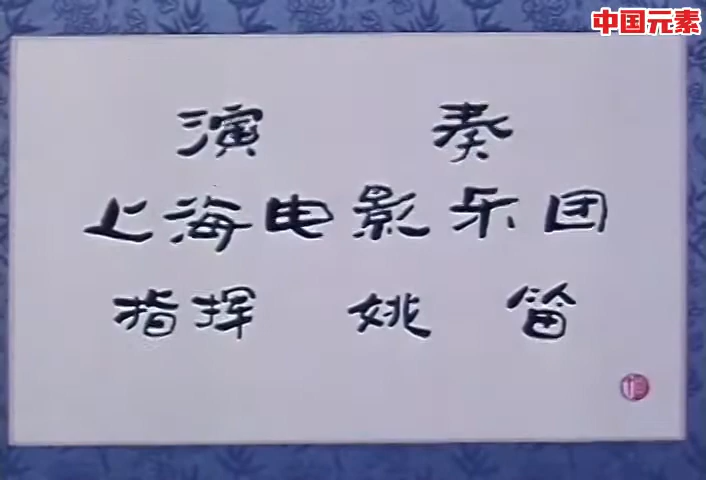 中国元素
演 奏
上海电影乐团
指挥 姚 笛